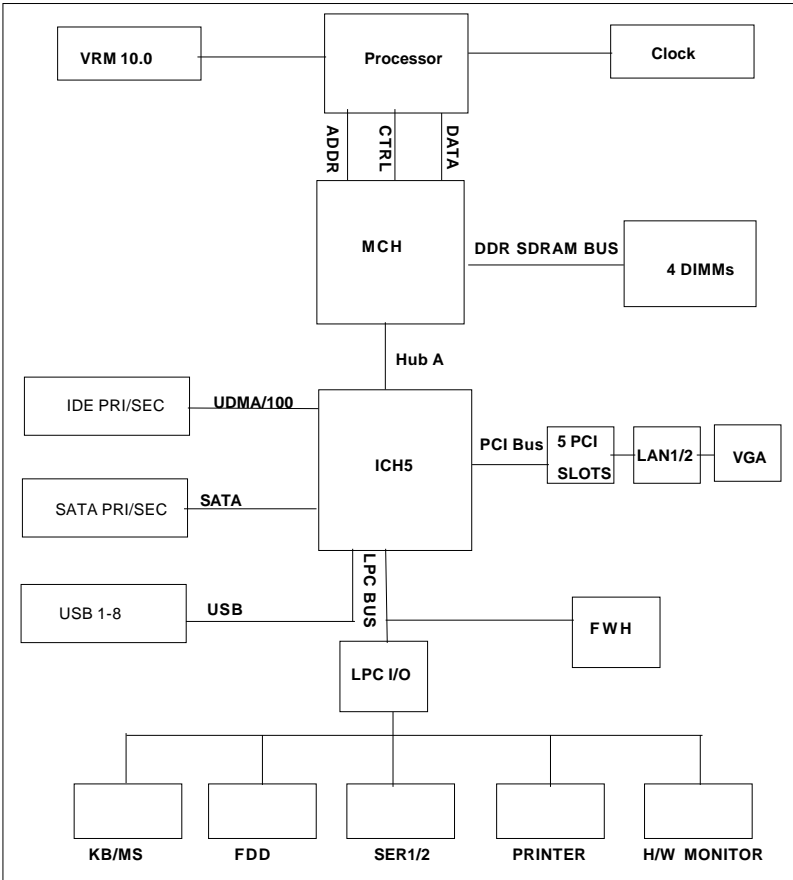 VRM 10.0
Processor
Clock
ADDR
CTRL
DATA
MCH
DDR SDRAM BUS
4 DIMMs
Hub A
IDE PRI/SEC
UDMA/100
ICH5
PCI Bus
5 PCI
SLOTS
LAN1/2
VGA
SATA PRI/SEC
SATA
USB 1-8
USB
LPC BUS
FWH
LPC I/O
KB/MS
FDD
SER1/2
PRINTER
H/W MONITOR